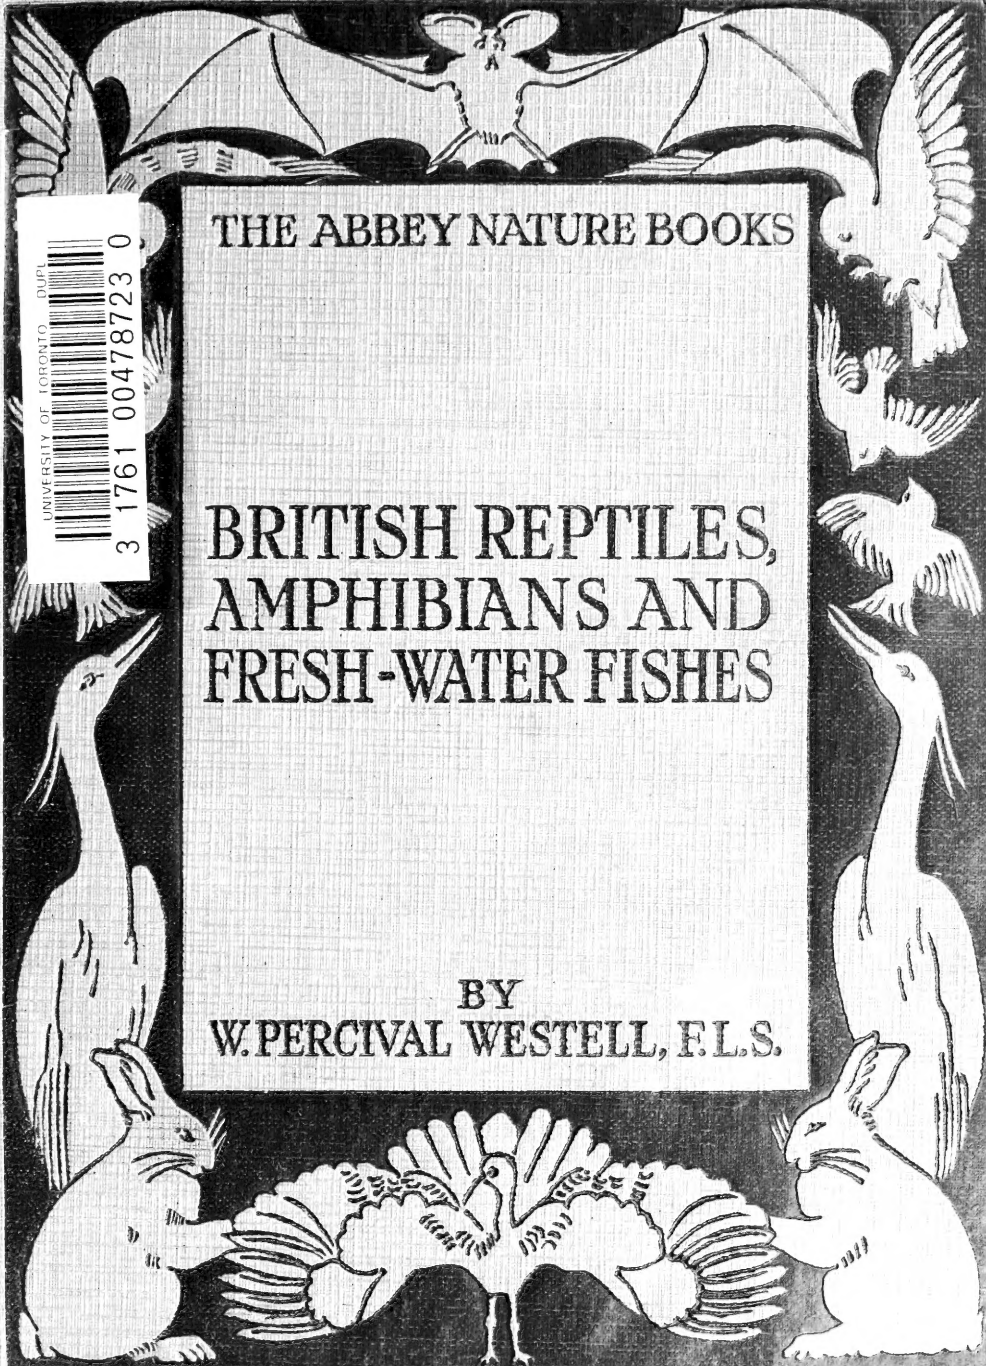 THE ABBEY NATURE BOOKS
UNIVERSITY OF TORONTO DUPL
3 1761 00478723 0
BRITISH REPTILES,
AMPHIBIANS AND
FRESH-WATER FISHES
BY
W. PERCIVAL WESTELL, F.L.S.